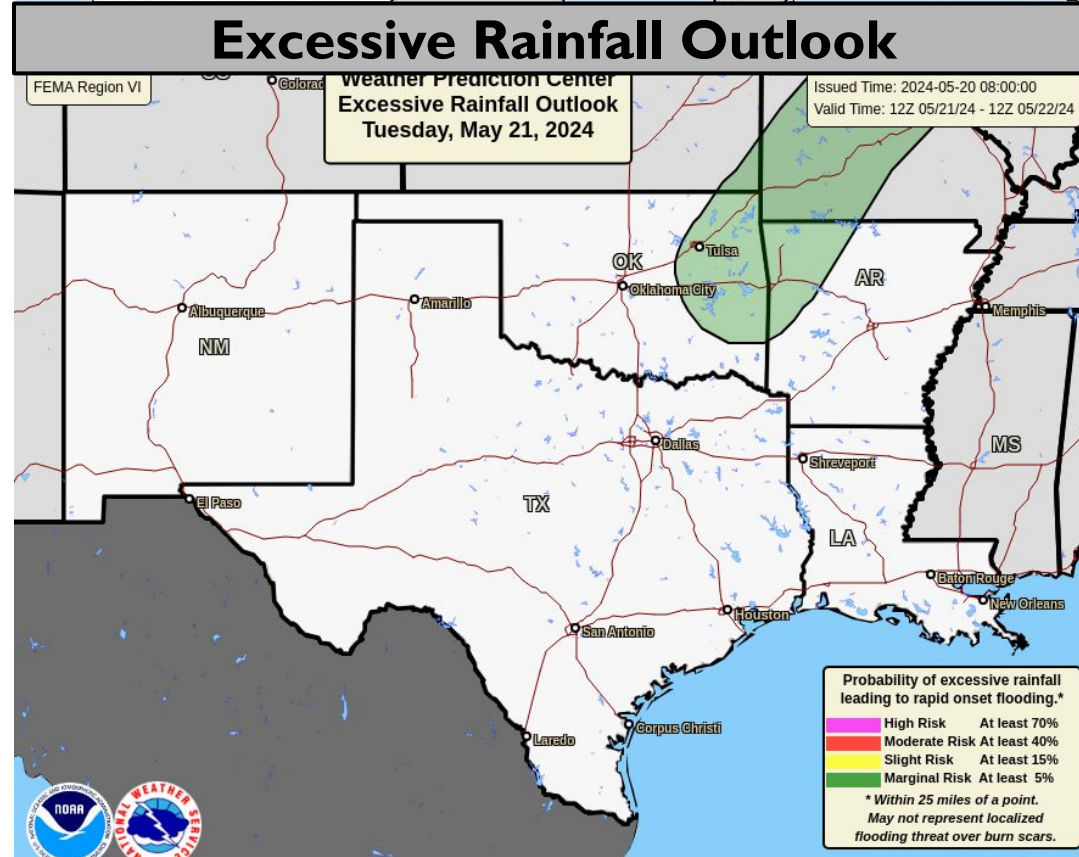 Excessive Rainfall Outlook
FEMA Region VI
Weather Prediction Center
Excessive Rainfall Outlook
Tuesday, May 21, 2024
Issued Time: 2024-05-20 08:00:00
Valid Time: 12Z 05/21/24 - 12Z 05/22/24
Tulsa
OK
Oklahoma City
AR
Albuquerque
Amarillo
Memphis
NM
Dallas
MS
Shreveport
El Paso
TX
LA
Baton Rouge
New Orleans
Houston
San Antonio
Corpus Christi
Laredo
Probability of excessive rainfall
leading to rapid onset flooding.*
High Risk At least 70%
Moderate Risk At least 40%
Slight Risk At least 15%
Marginal Risk At least 5%
* Within 25 miles of a point.
May not represent localized
flooding threat over burn scars.
NOAA
NATIONAL WEATHER SERVICE